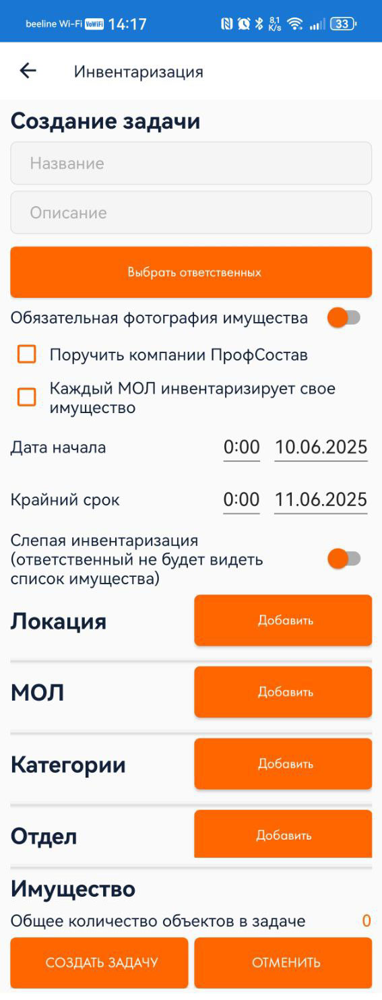 beeline Wi-Fi VoWiFi 14:17 8,1 K/s 33
Инвентаризация
Создание задачи
Название
Описание
Выбрать ответственных
Обязательная фотография имущества
Поручить компании ПрофСостав
Каждый МОЛ инвентаризирует свое
имущество
Дата начала 0:00 10.06.2025
Крайний срок 0:00 11.06.2025
Слепая инвентаризация
(ответственный не будет видеть
список имущества)
Локация Добавить
МОЛ Добавить
Категории Добавить
Отдел Добавить
Имущество
Общее количество объектов в задаче 0
СОЗДАТЬ ЗАДАЧУ ОТМЕНИТЬ